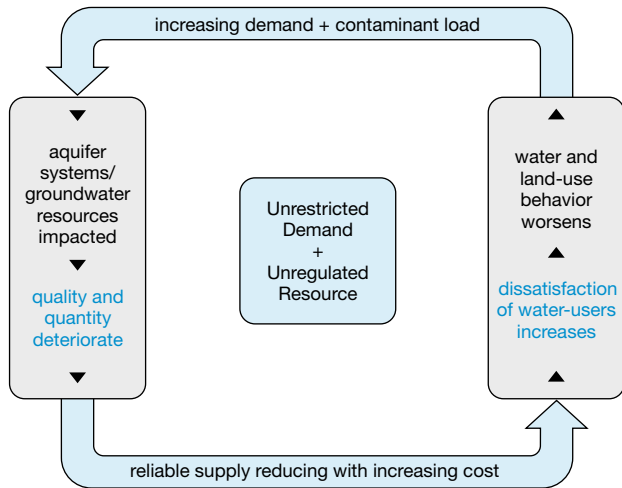 increasing demand + contaminant load
aquifer
systems/
groundwater
resources
impacted
quality and
quantity
deteriorate
Unrestricted
Demand
+
Unregulated
Resource
water and
land-use
behavior
worsens
dissatisfaction
of water-users
increases
reliable supply reducing with increasing cost